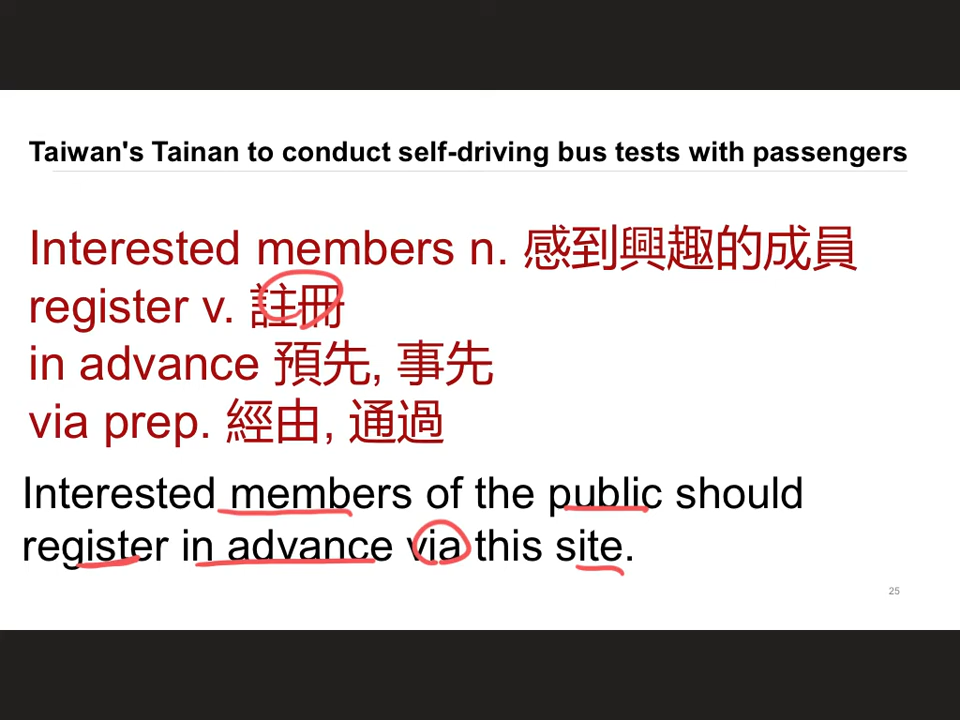 Taiwan's Tainan to conduct self-driving bus tests with passengers
Interested members n. 感到興趣的成員
register v. 註冊
in advance 預先, 事先
via prep. 經由, 通過
Interested members of the public should
register in advance via this site.
25